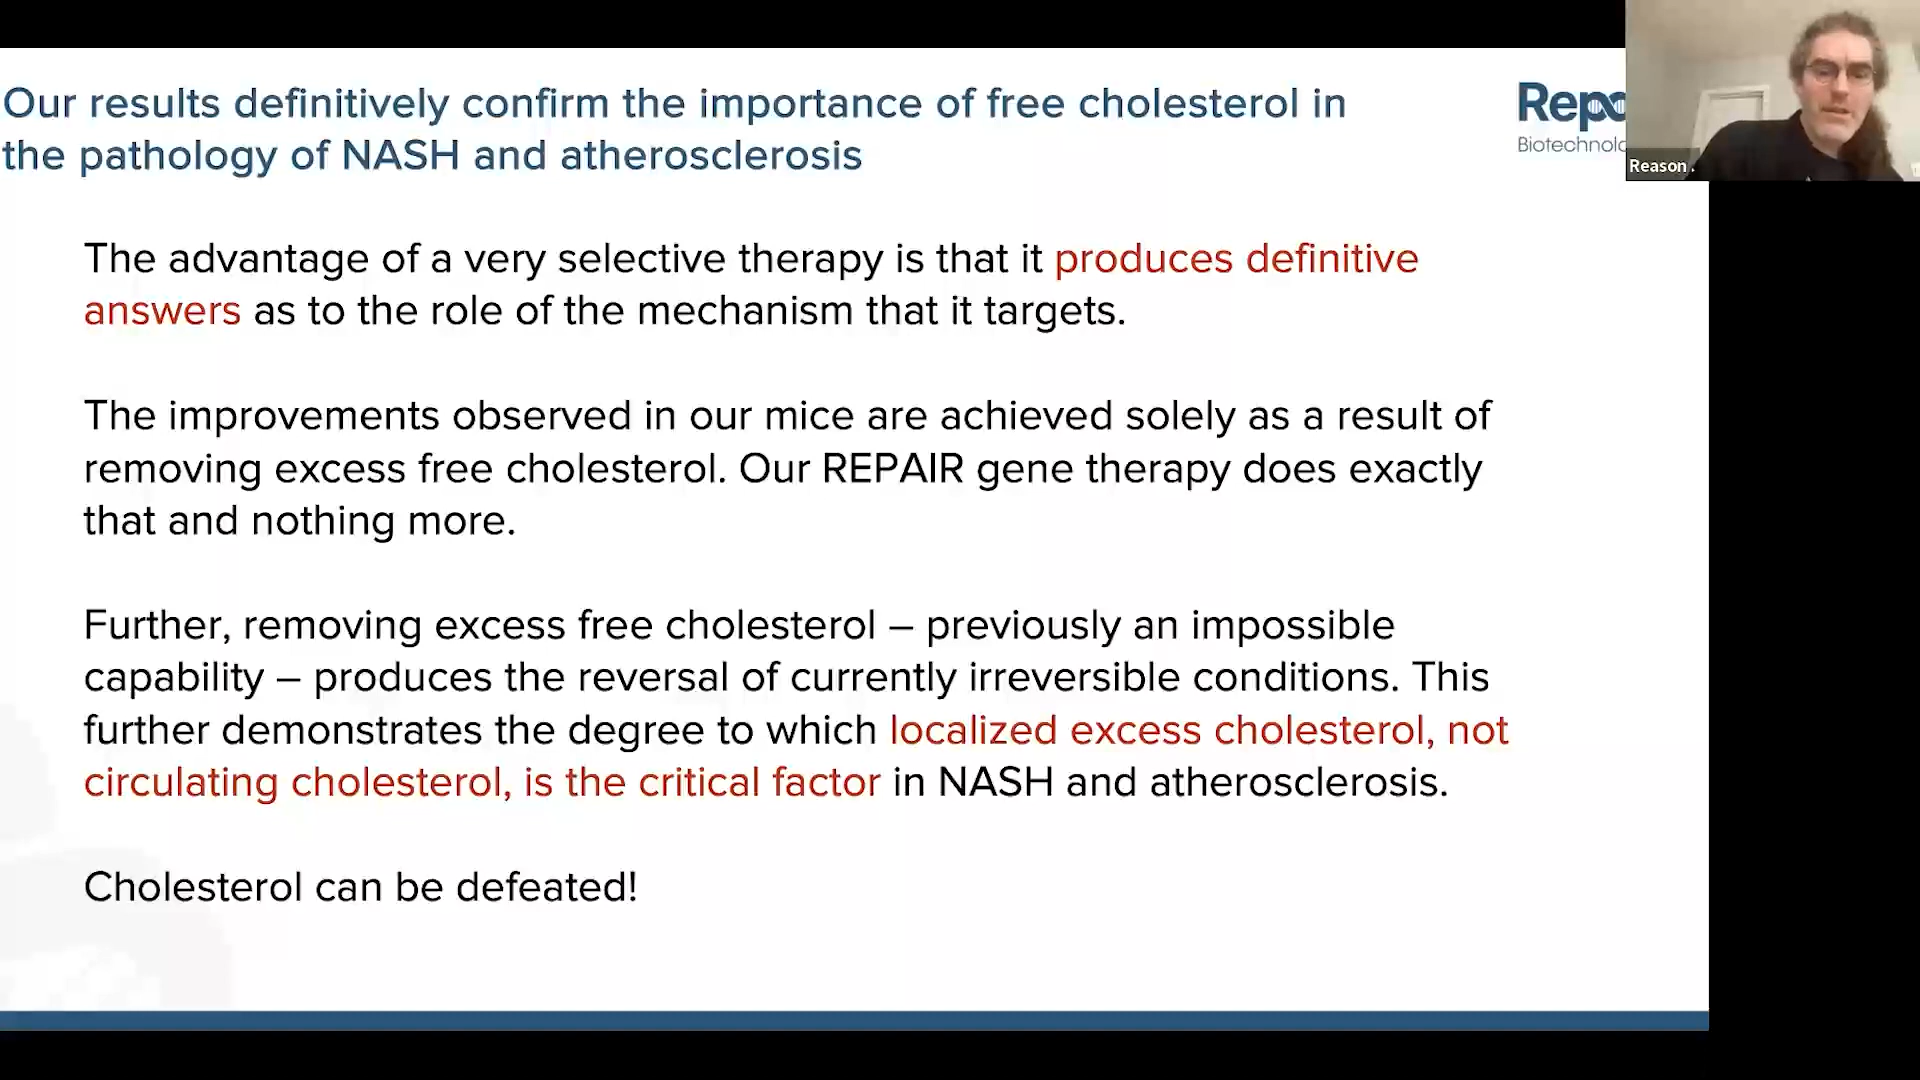 Our results definitively confirm the importance of free cholesterol in
the pathology of NASH and atherosclerosis
Reason .
The advantage of a very selective therapy is that it produces definitive
answers as to the role of the mechanism that it targets.
The improvements observed in our mice are achieved solely as a result of
removing excess free cholesterol. Our REPAIR gene therapy does exactly
that and nothing more.
Further, removing excess free cholesterol – previously an impossible
capability – produces the reversal of currently irreversible conditions. This
further demonstrates the degree to which localized excess cholesterol, not
circulating cholesterol, is the critical factor in NASH and atherosclerosis.
Cholesterol can be defeated!